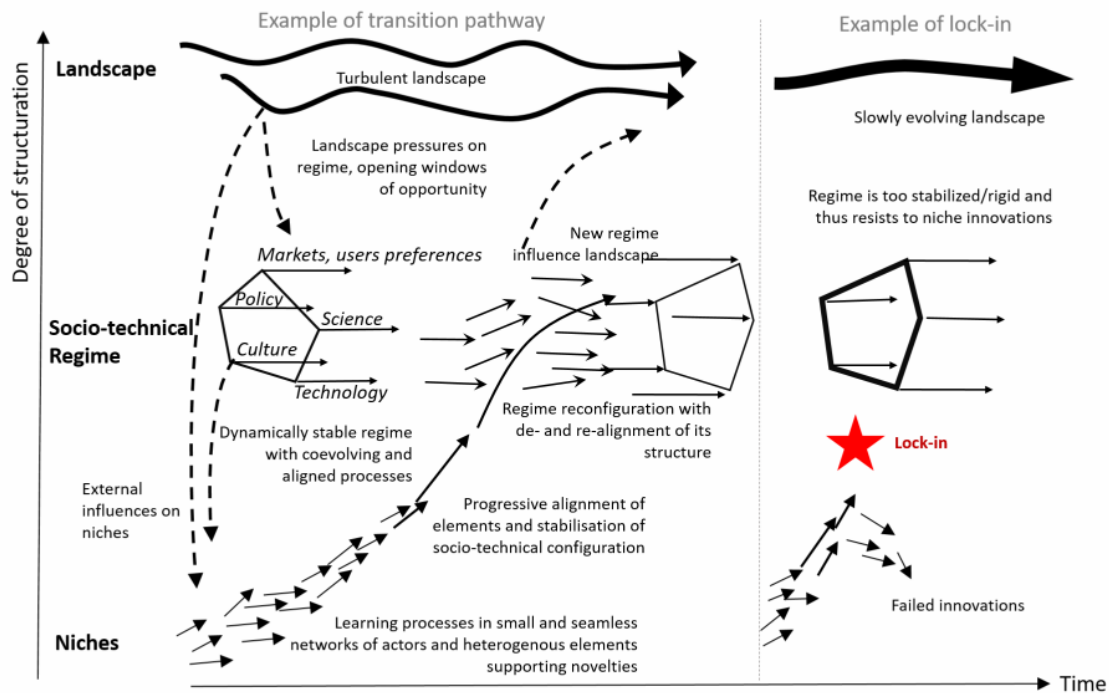 Example of transition pathway
Example of lock-in
Degree of structuration
Landscape
Turbulent landscape
Slowly evolving landscape
Landscape pressures on
regime, opening windows
of opportunity
Regime is too stabilized/rigid and
thus resists to niche innovations
New regime
influence landscape
Markets, users preferences
Policy
Science
Socio-technical
Regime
Culture
Technology
Regime reconfiguration with
de- and re-alignment of its
structure
Dynamically stable regime
with coevolving and
aligned processes
Lock-in
External
influences on
niches
Progressive alignment of
elements and stabilisation of
socio-technical configuration
Failed innovations
Niches
Learning processes in small and seamless
networks of actors and heterogenous elements
supporting novelties
Time